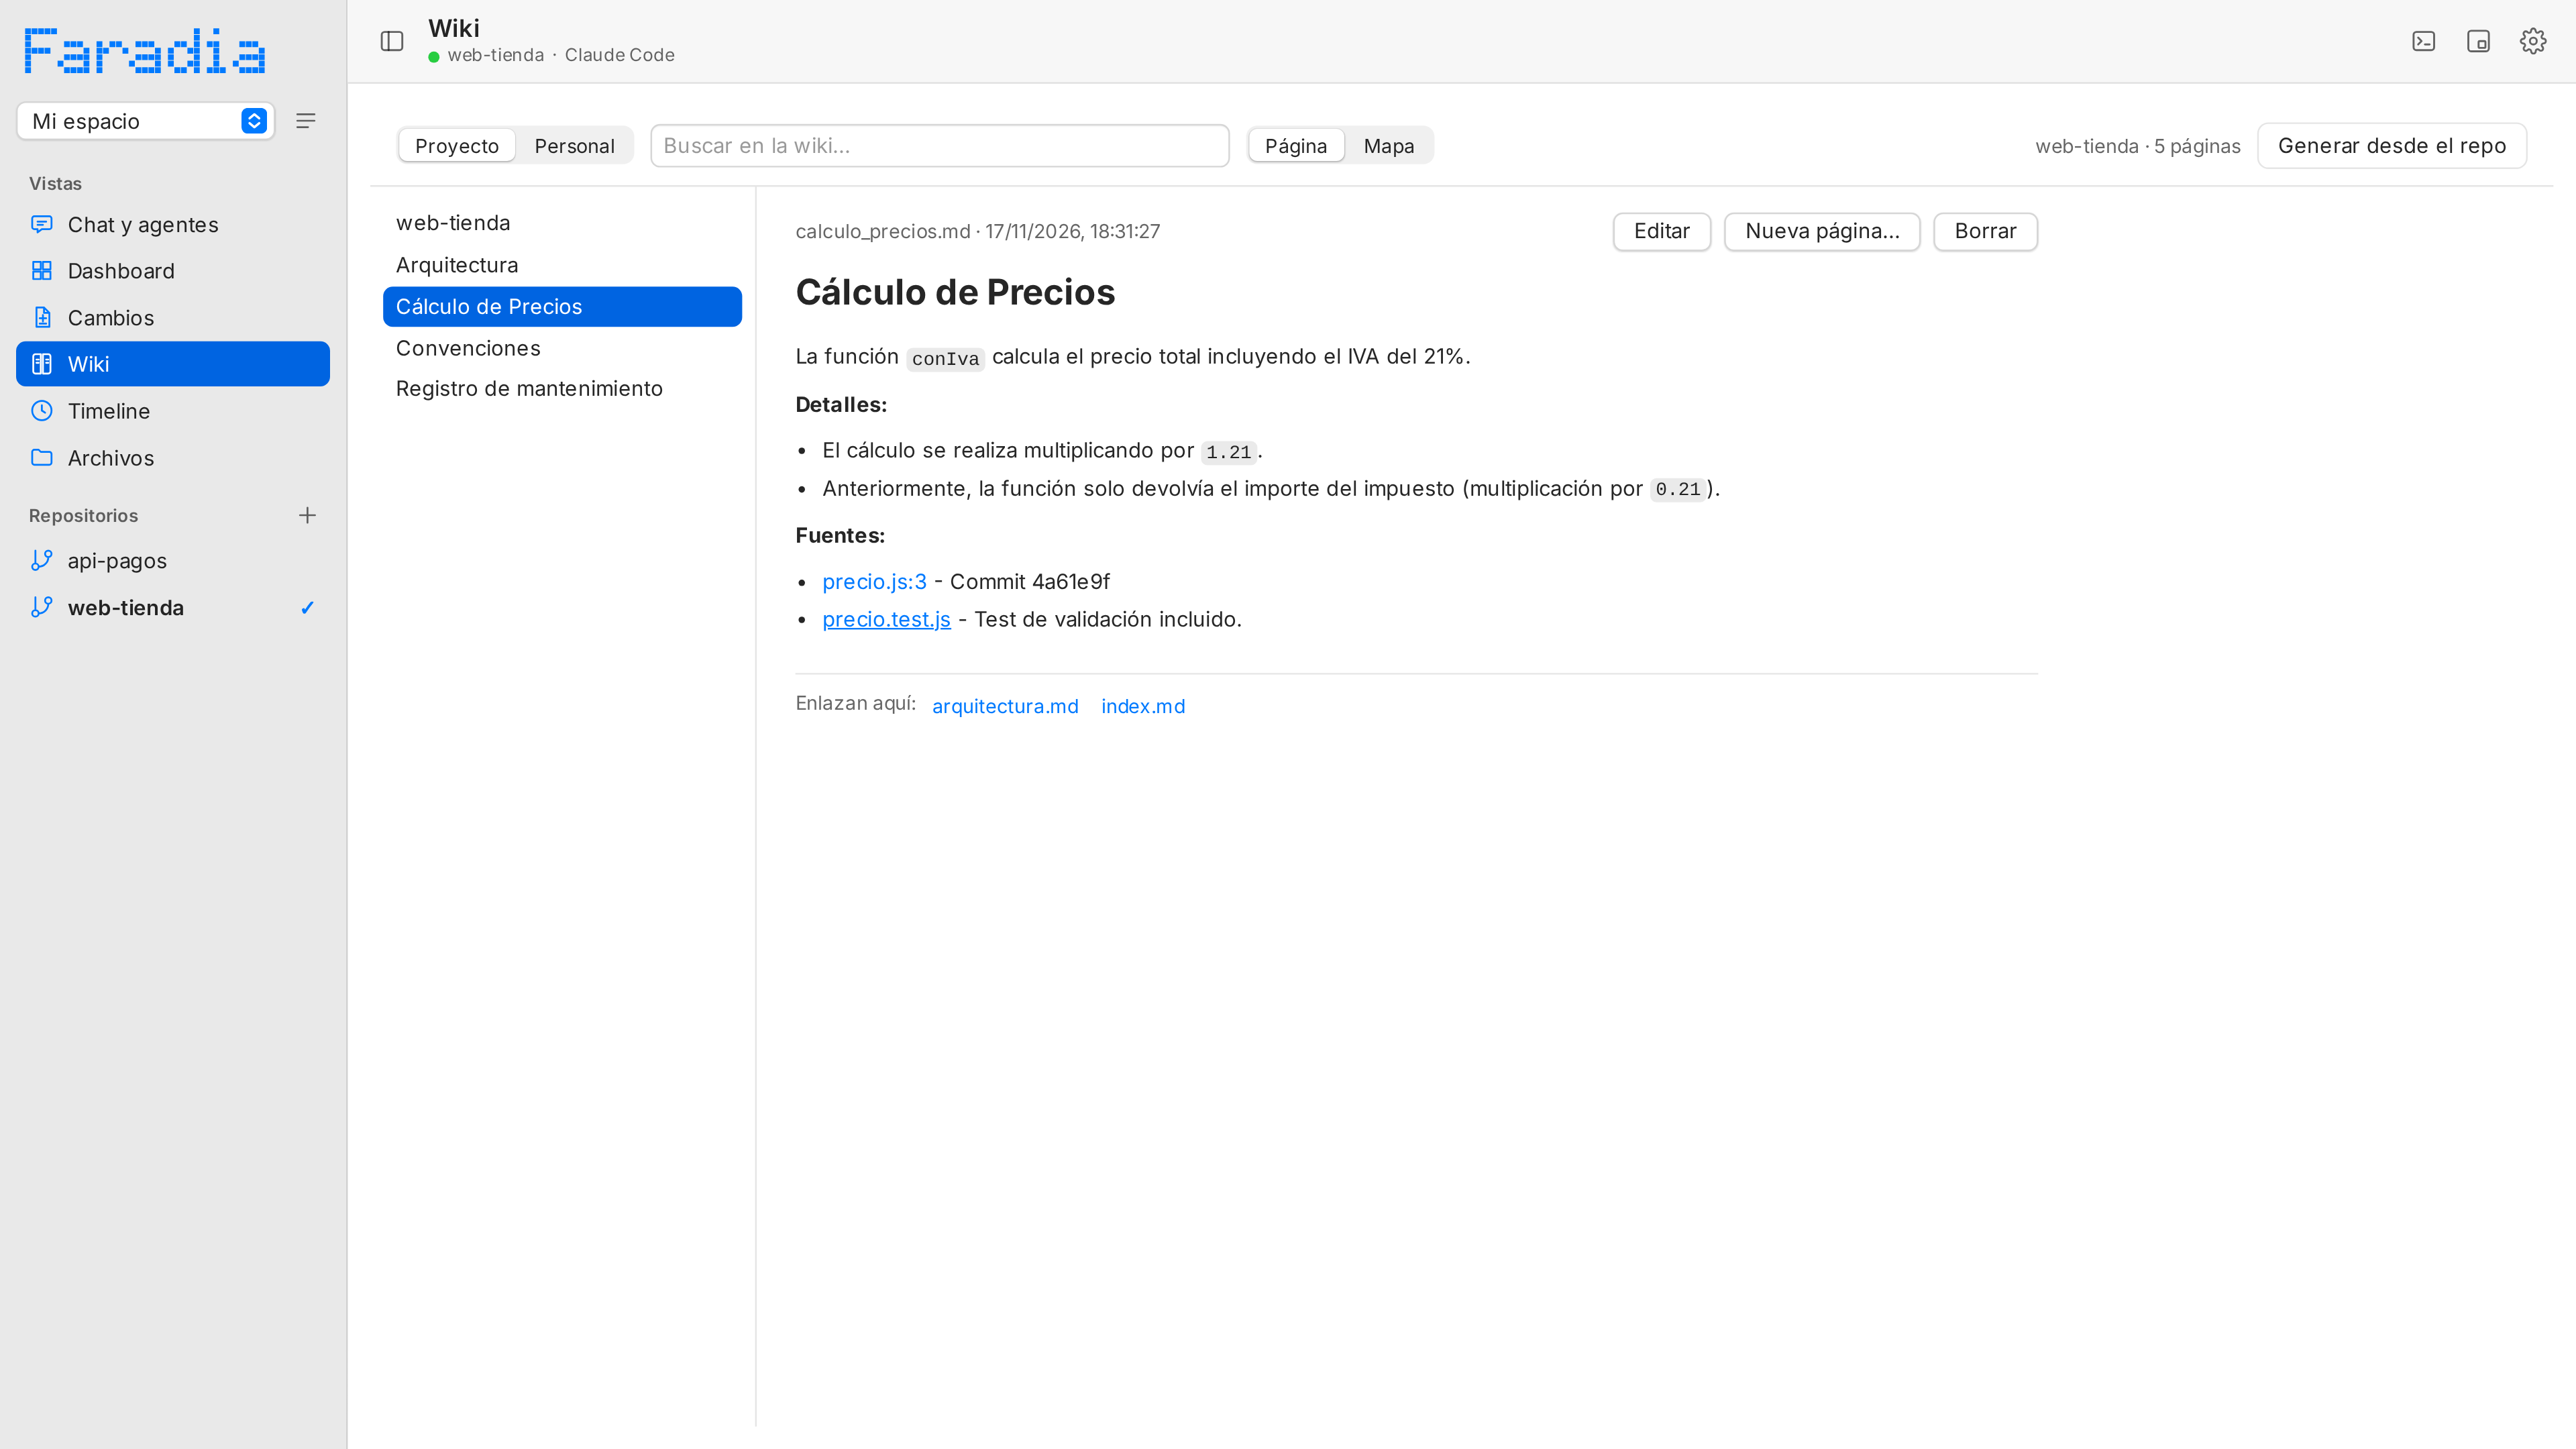 Faradia
Mi espacio
Vistas
Chat y agentes
Dashboard
Cambios
Wiki
Timeline
Archivos
Repositorios
api-pagos
web-tienda ✓
Wiki
web-tienda · Claude Code
Proyecto Personal Buscar en la wiki... Página Mapa web-tienda · 5 páginas Generar desde el repo
web-tienda
Arquitectura
Cálculo de Precios
Convenciones
Registro de mantenimiento
calculo_precios.md · 17/11/2026, 18:31:27 Editar Nueva página... Borrar
Cálculo de Precios
La función conIva calcula el precio total incluyendo el IVA del 21%.
Detalles:
• El cálculo se realiza multiplicando por 1.21.
• Anteriormente, la función solo devolvía el importe del impuesto (multiplicación por 0.21).
Fuentes:
• precio.js:3 - Commit 4a61e9f
• precio.test.js - Test de validación incluido.
Enlazan aquí: arquitectura.md index.md